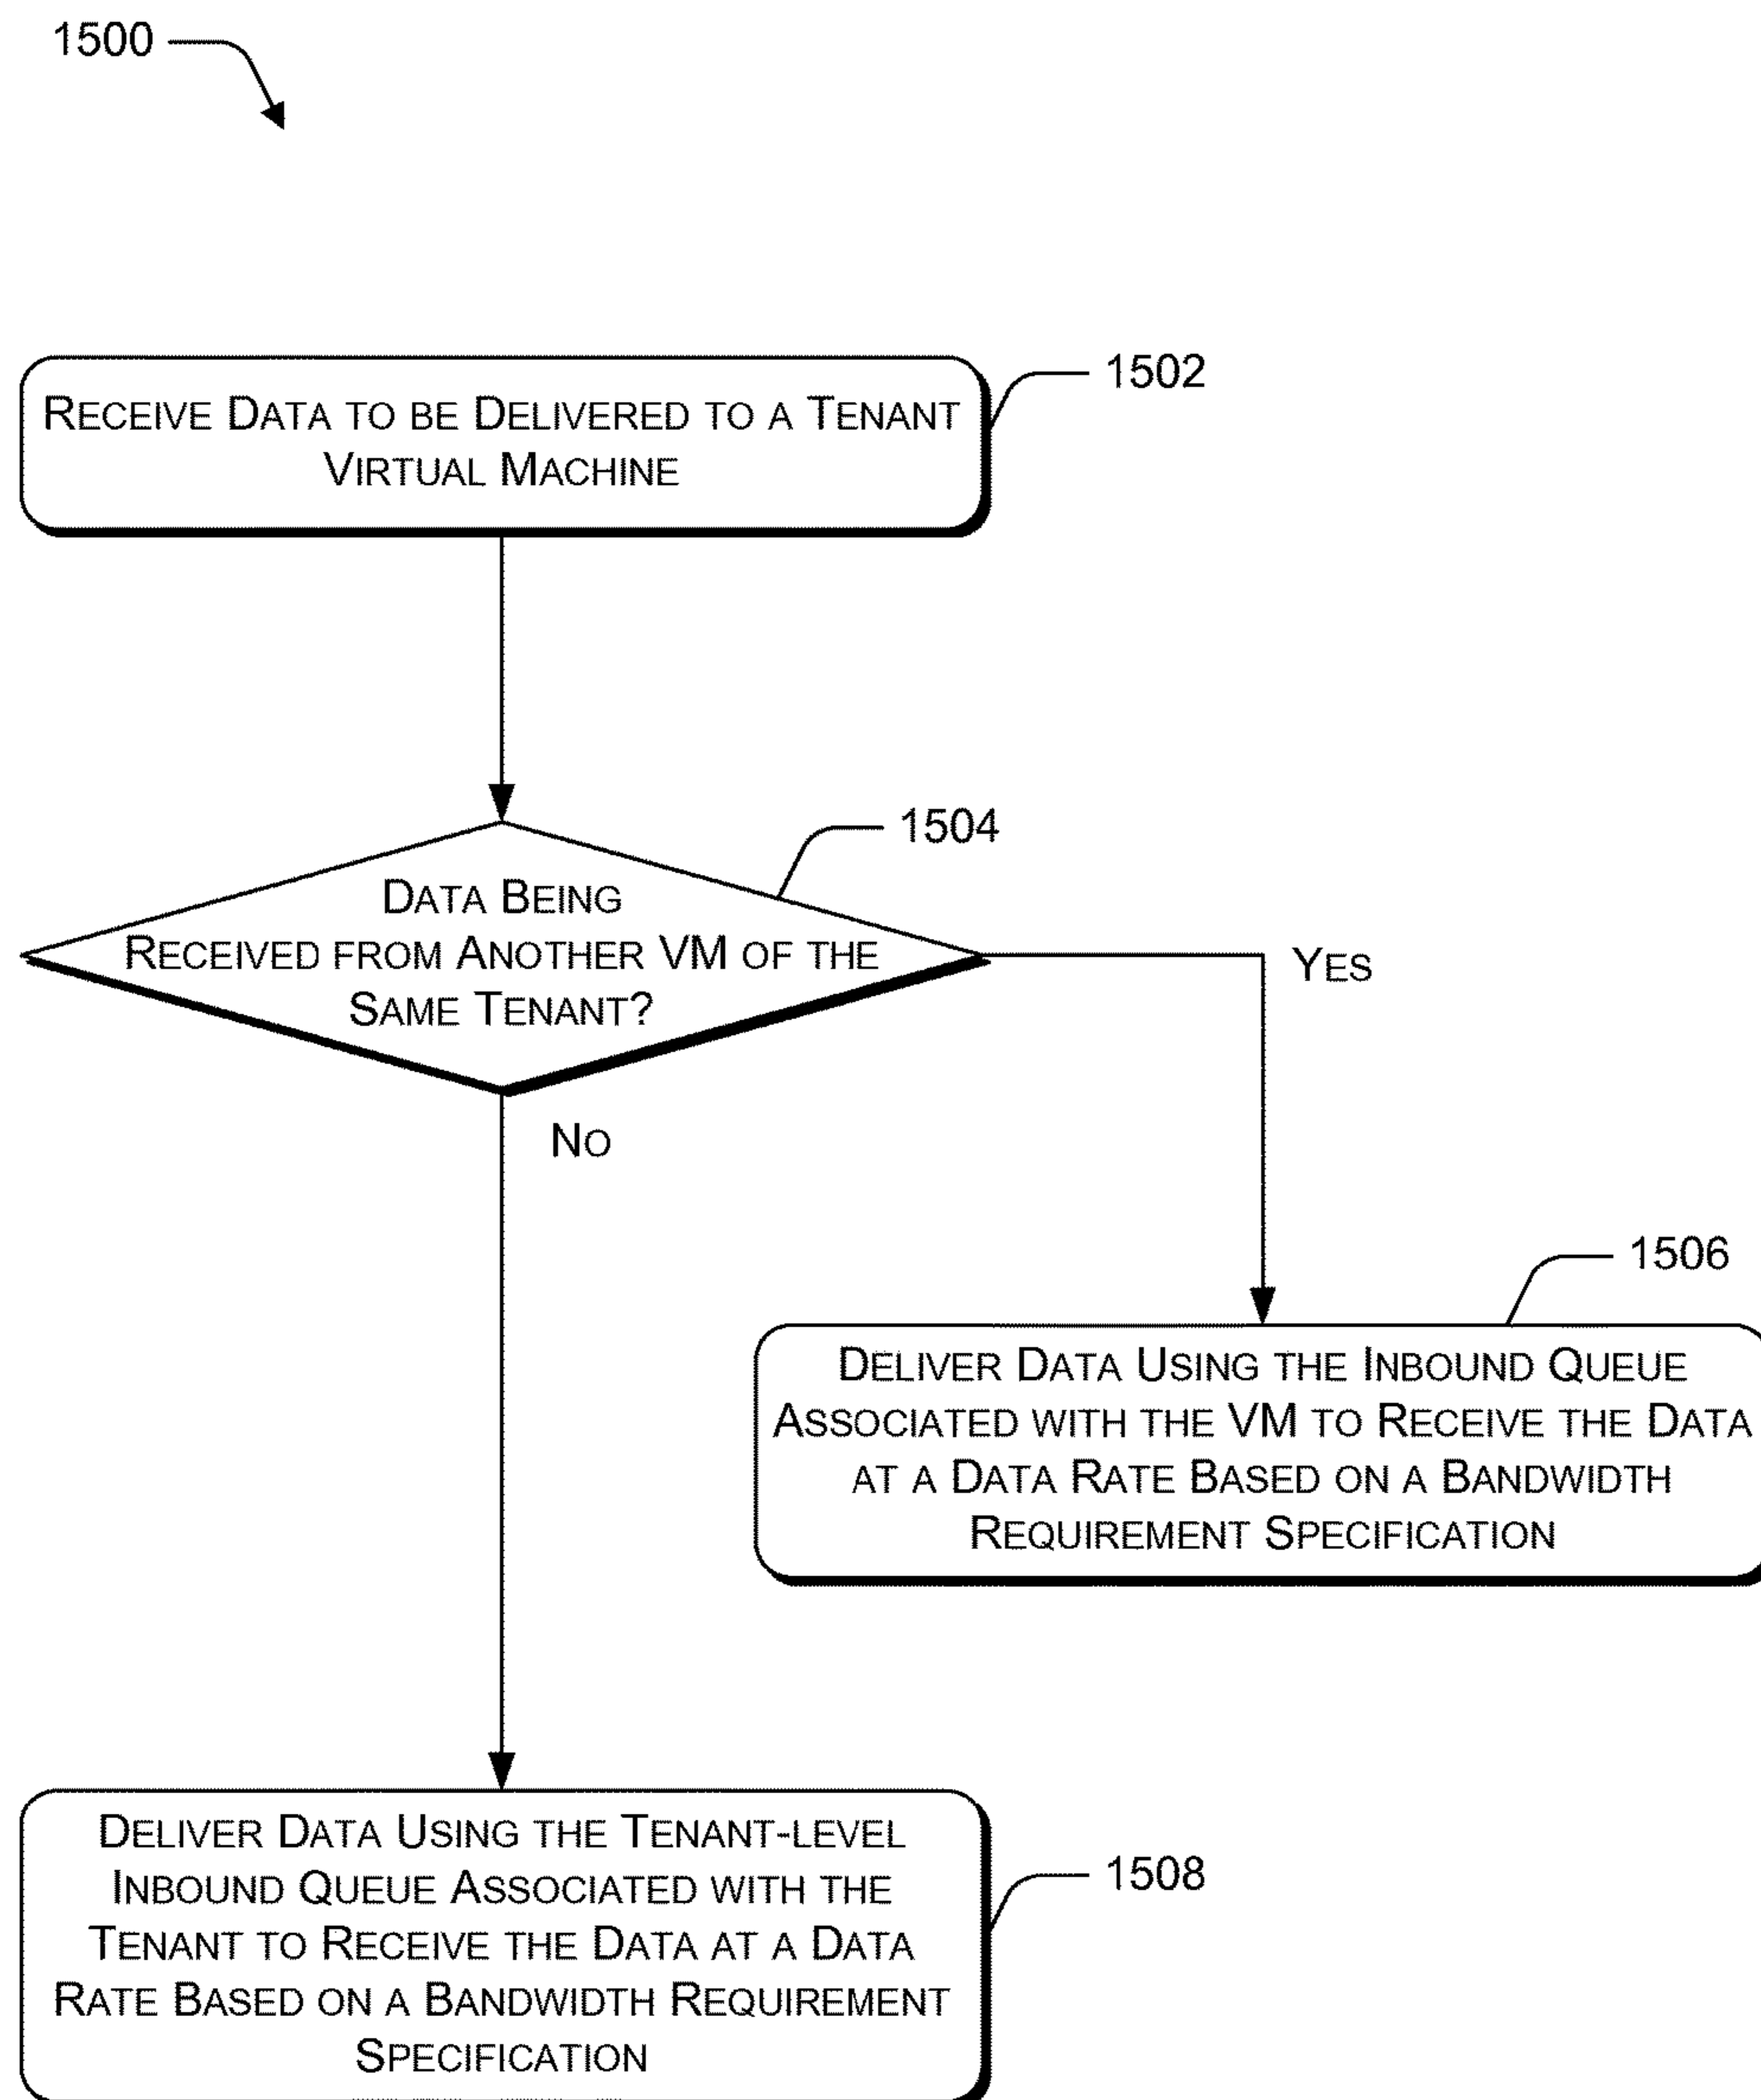 1500
1502
Receive Data to be Delivered to a Tenant
Virtual Machine
1504
Data Being
Received from Another VM of the
Same Tenant?
Yes
No
1506
Deliver Data Using the Inbound Queue
Associated with the VM to Receive the Data
at a Data Rate Based on a Bandwidth
Requirement Specification
Deliver Data Using the Tenant-level
Inbound Queue Associated with the
Tenant to Receive the Data at a Data
Rate Based on a Bandwidth Requirement
Specification
1508